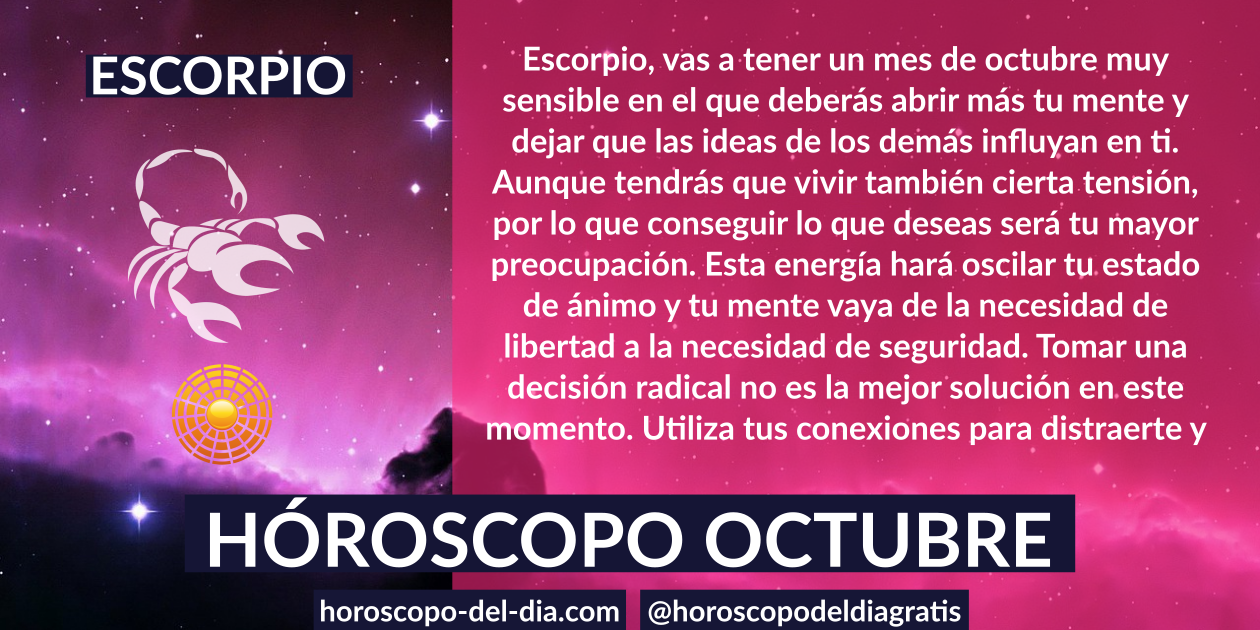 ESCORPIO
Escorpio, vas a tener un mes de octubre muy
sensible en el que deberás abrir más tu mente y
dejar que las ideas de los demás influyan en ti.
Aunque tendrás que vivir también cierta tensión,
por lo que conseguir lo que deseas será tu mayor
preocupación. Esta energía hará oscilar tu estado
de ánimo y tu mente vaya de la necesidad de
libertad a la necesidad de seguridad. Tomar una
decisión radical no es la mejor solución en este
momento. Utiliza tus conexiones para distraerte y
HÓROSCOPO OCTUBRE
horoscopo-del-dia.com
@horoscopodeldiagratis